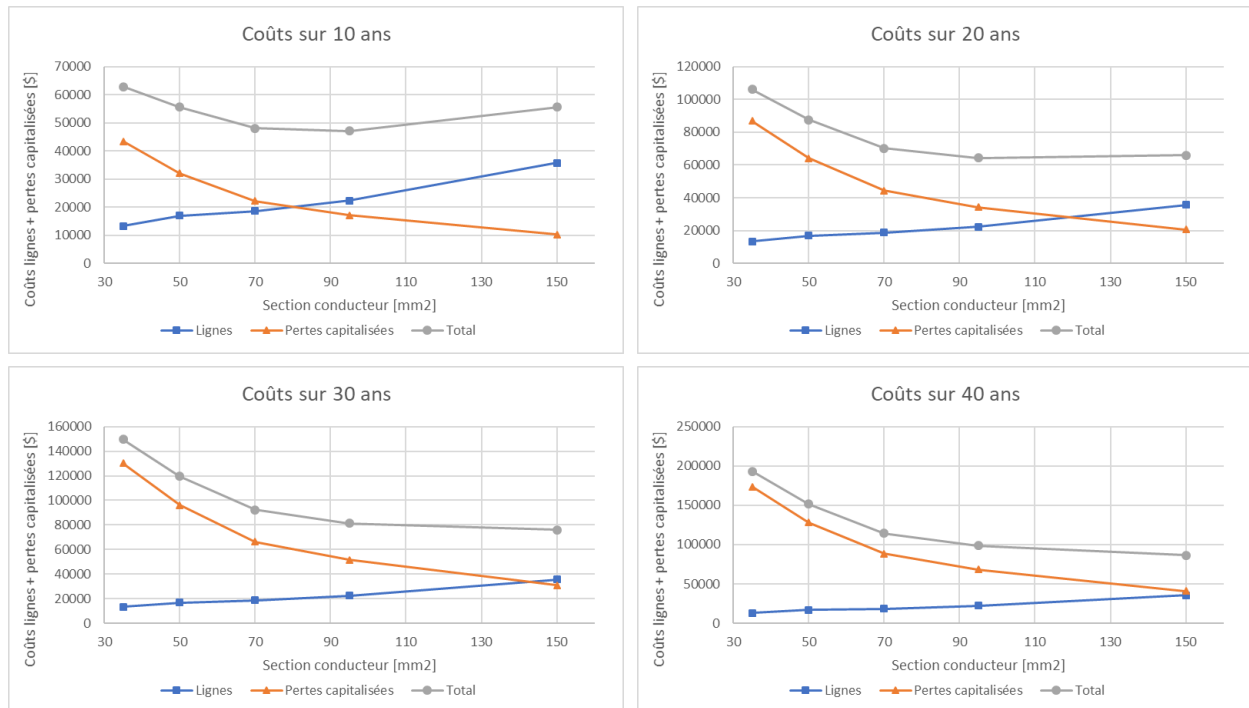 Coûts sur 10 ans
Coûts lignes + pertes capitalisées [$]
70000
60000
50000
40000
30000
20000
10000
0
30 50 70 90 110 130 150
Section conducteur [mm2]
Lignes Pertes capitalisées Total
Coûts sur 20 ans
Coûts lignes + pertes capitalisées [$]
120000
100000
80000
60000
40000
20000
0
30 50 70 90 110 130 150
Section conducteur [mm2]
Lignes Pertes capitalisées Total
Coûts sur 30 ans
Coûts lignes + pertes capitalisées [$]
160000
140000
120000
100000
80000
60000
40000
20000
0
30 50 70 90 110 130 150
Section conducteur [mm2]
Lignes Pertes capitalisées Total
Coûts sur 40 ans
Coûts lignes + pertes capitalisées [$]
250000
200000
150000
100000
50000
0
30 50 70 90 110 130 150
Section conducteur [mm2]
Lignes Pertes capitalisées Total